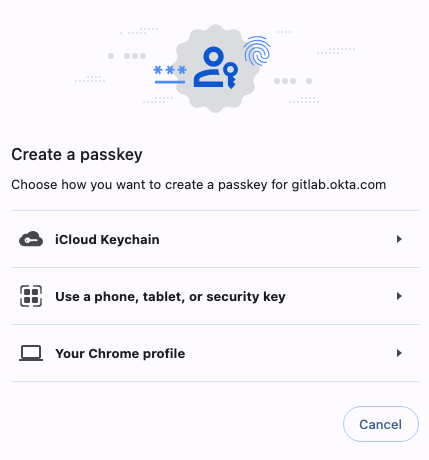 ***
Create a passkey
Choose how you want to create a passkey for gitlab.okta.com
iCloud Keychain
Use a phone, tablet, or security key
Your Chrome profile
Cancel